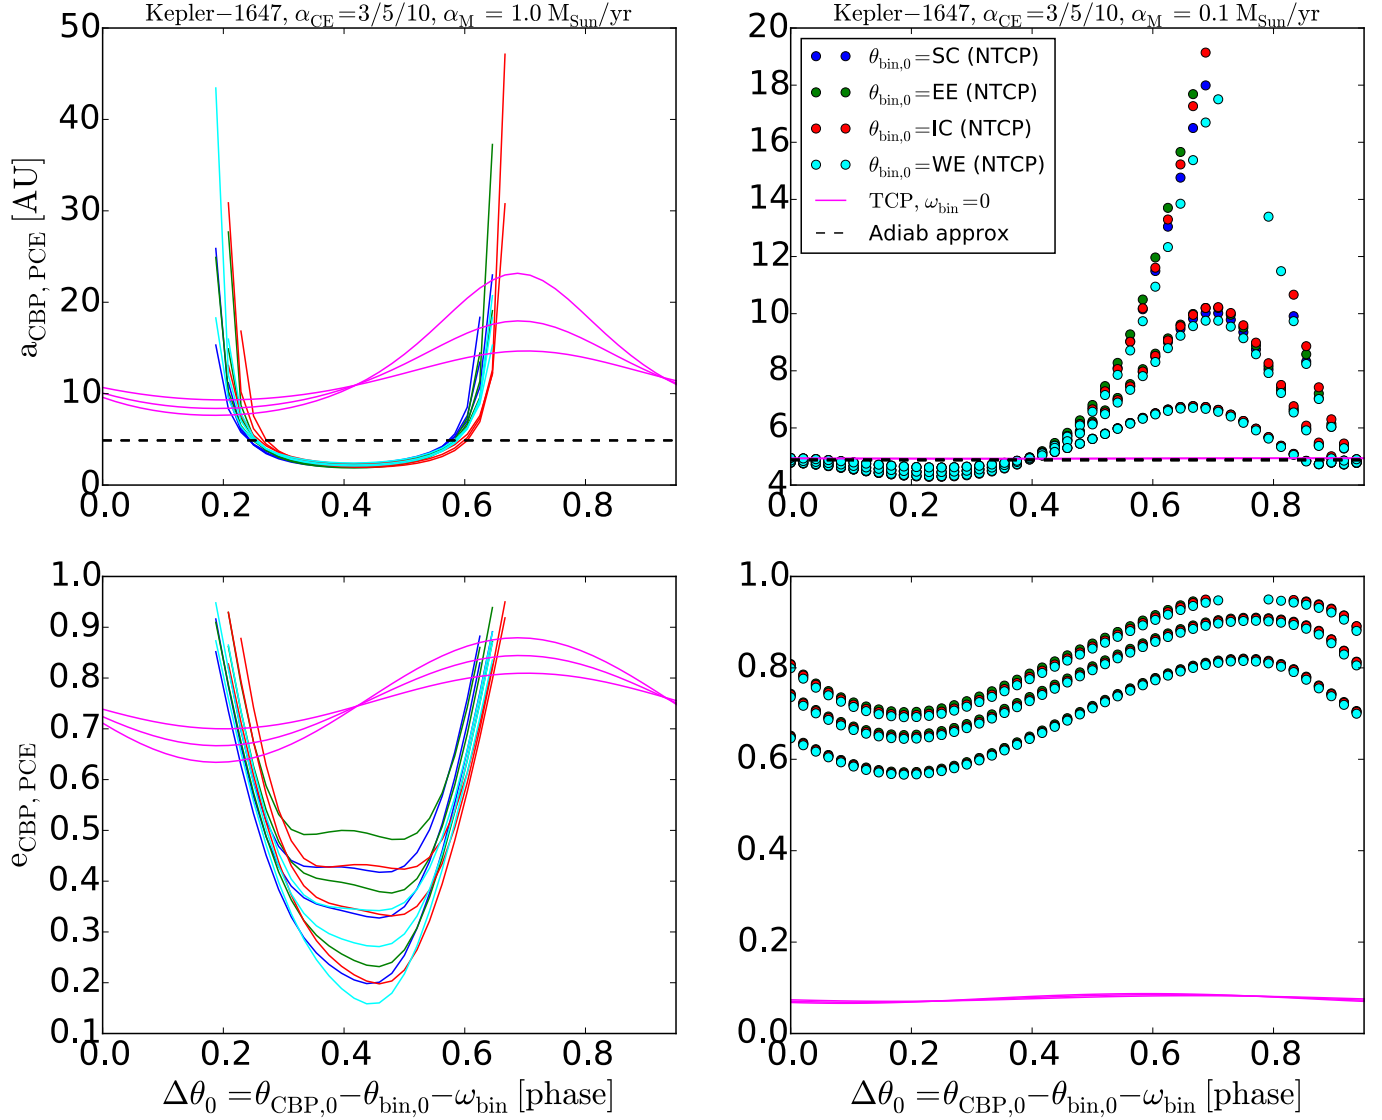 Kepler−1647, α_CE=3/5/10, α_M = 1.0 M_Sun/yr
50
40
30
20
10
0
a_CBP, PCE [AU]
0.0 0.2 0.4 0.6 0.8
Kepler−1647, α_CE=3/5/10, α_M = 0.1 M_Sun/yr
20
18
16
14
12
10
8
6
4
θ_bin,0=SC (NTCP)
θ_bin,0=EE (NTCP)
θ_bin,0=IC (NTCP)
θ_bin,0=WE (NTCP)
TCP, ω_bin=0
Adiab approx
0.0 0.2 0.4 0.6 0.8
1.0
0.9
0.8
0.7
0.6
0.5
0.4
0.3
0.2
0.1
e_CBP, PCE
0.0 0.2 0.4 0.6 0.8
Δθ_0 =θ_CBP,0−θ_bin,0−ω_bin [phase]
1.0
0.8
0.6
0.4
0.2
0.0
0.0 0.2 0.4 0.6 0.8
Δθ_0 =θ_CBP,0−θ_bin,0−ω_bin [phase]